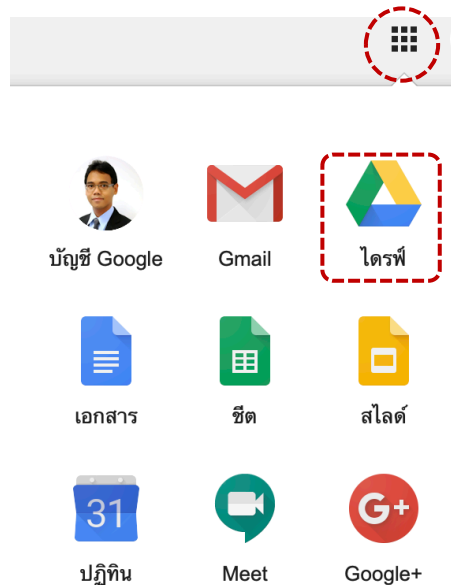 บัญชี Google
Gmail
ไดรฟ์
เอกสาร
ชีต
สไลด์
31
G+
ปฏิทิน
Meet
Google+